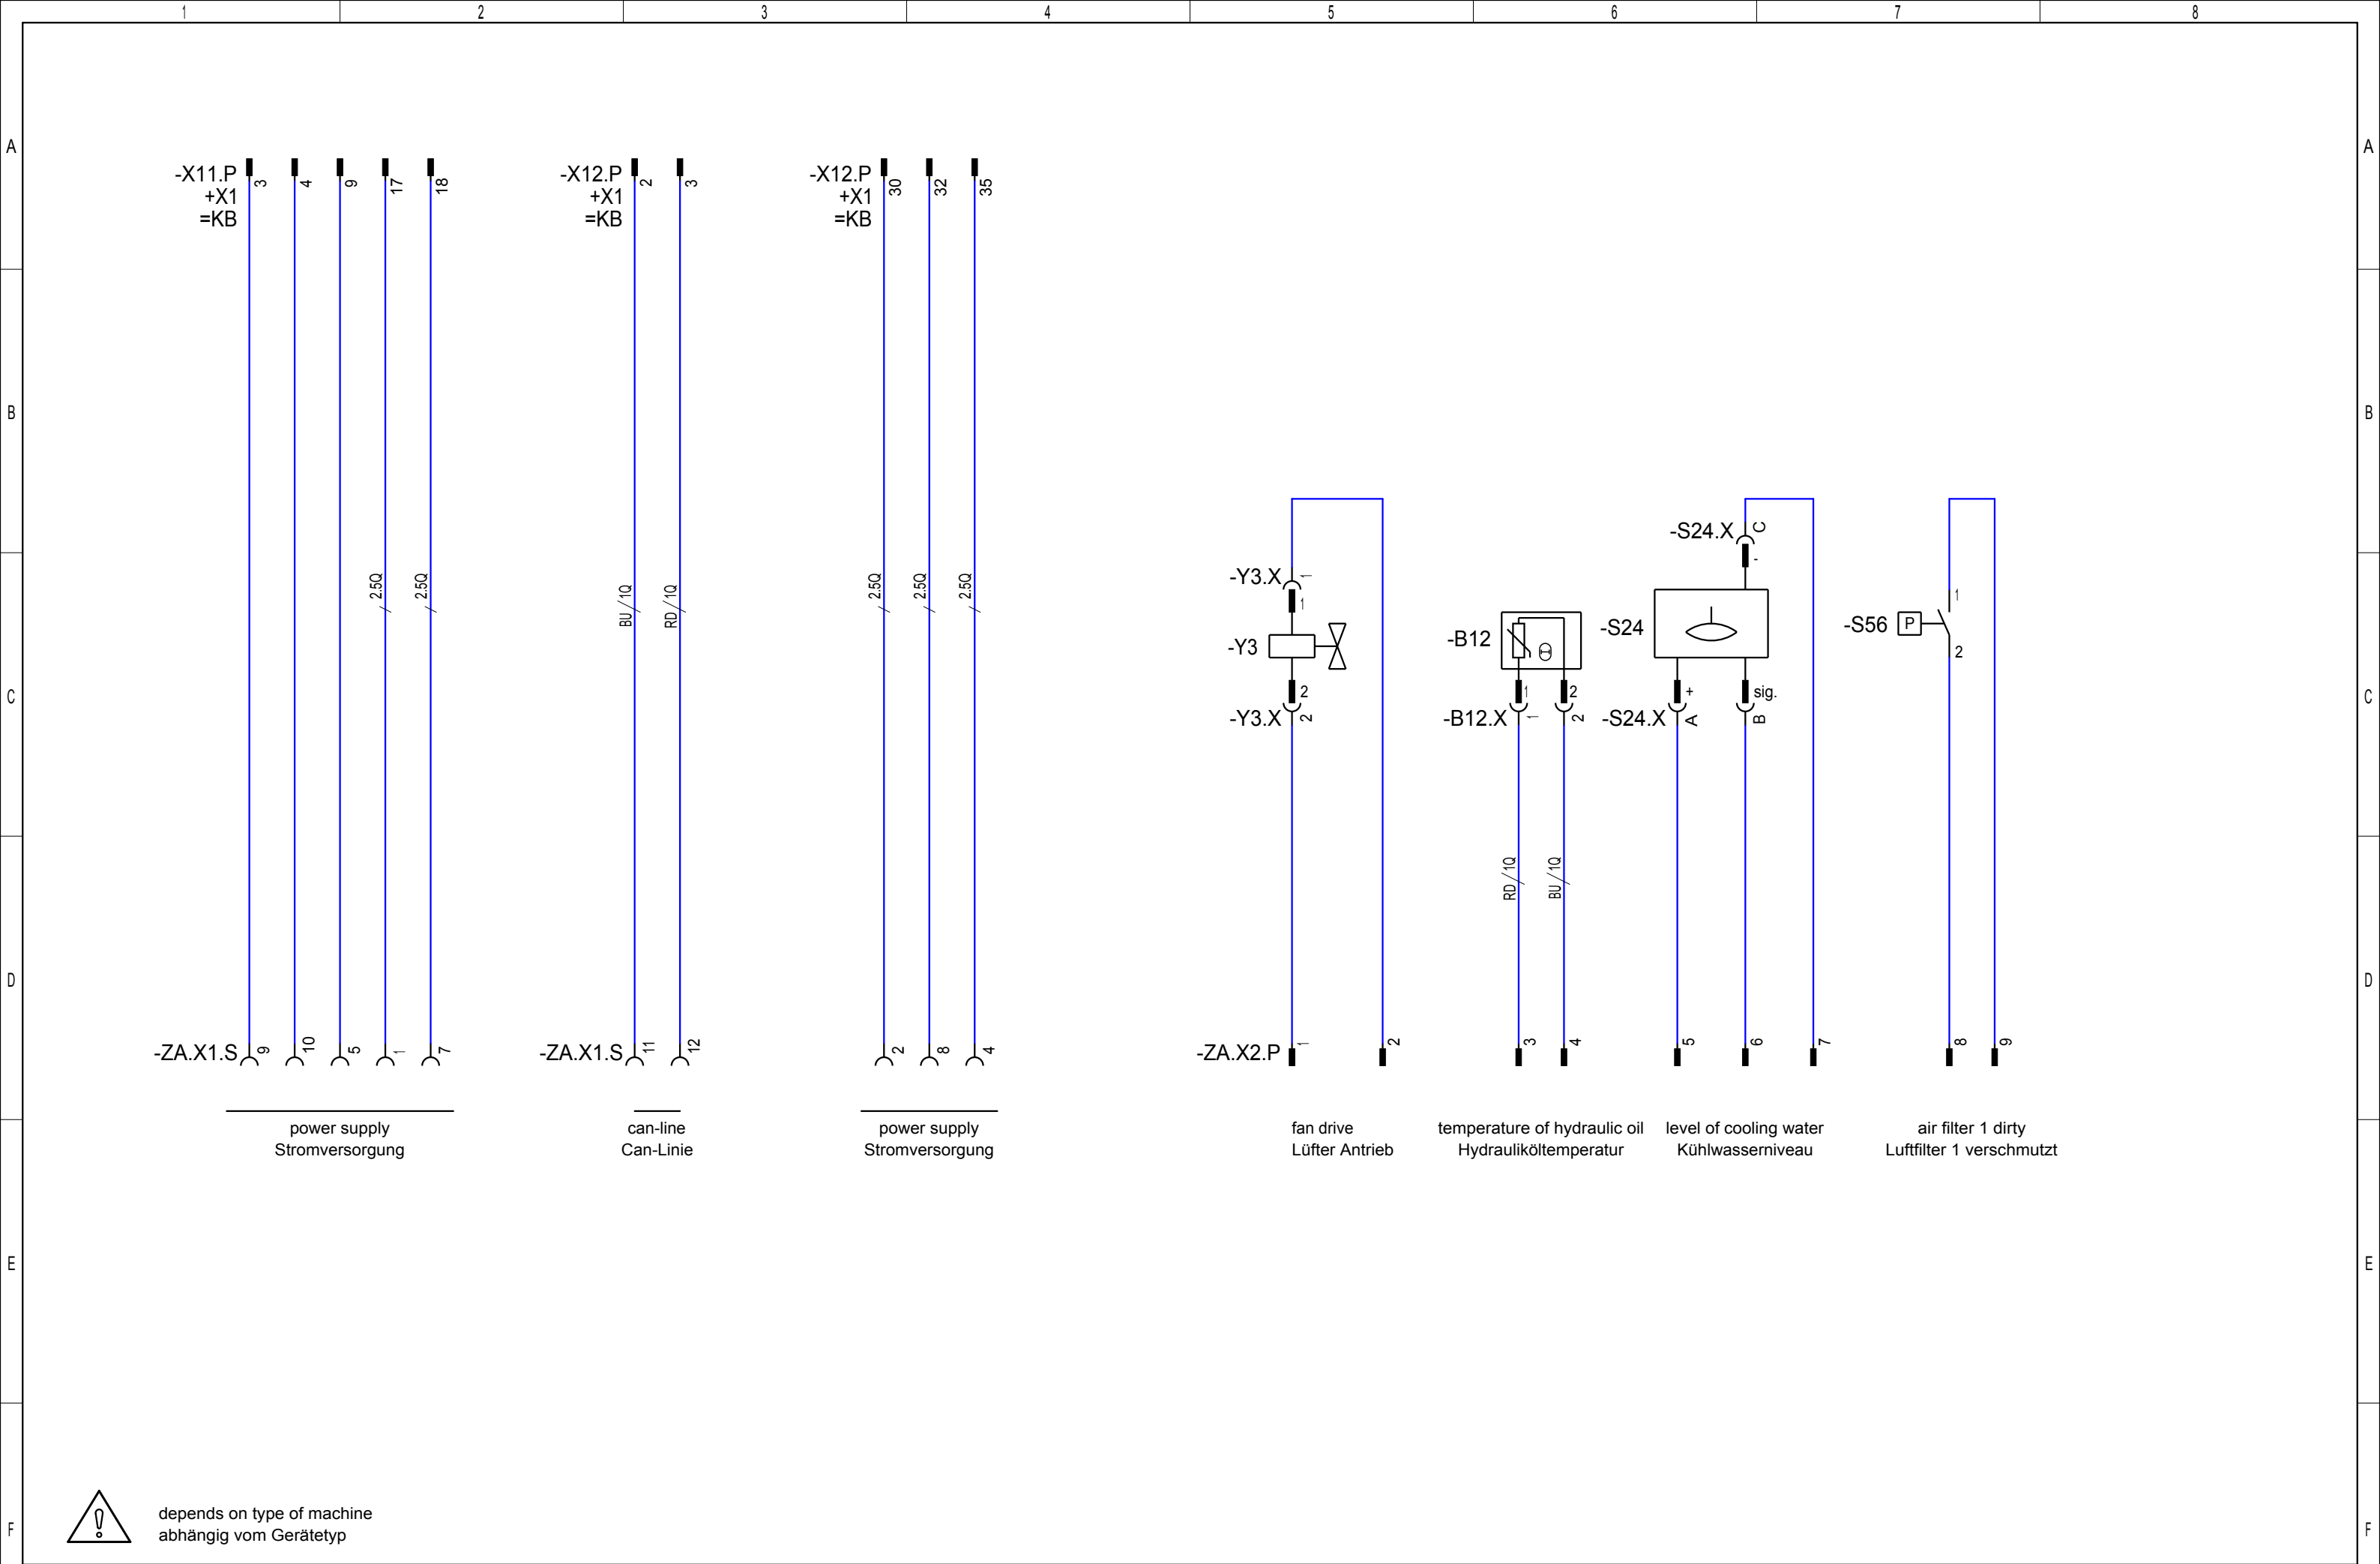 1 2 3 4 5 6 7 8
A A
-X11.P 3 4 9 17 18
+X1
=KB
-X12.P 2 3
+X1
=KB
-X12.P 30 32 35
+X1
=KB
B B
-S24.X C
-
-Y3.X 1
1
2.5Q 2.5Q
BU / 1Q RD / 1Q
2.5Q 2.5Q 2.5Q
-Y3
-B12
-S24
-S56 P 1
2
C C
2
1 2
+ sig.
-Y3.X 2
-B12.X 1 2
-S24.X A B
RD / 1Q BU / 1Q
D D
-ZA.X1.S 9 10 5 1 7
-ZA.X1.S 11 12
2 8 4
-ZA.X2.P 1 2 3 4 5 6 7 8 9
power supply
Stromversorgung
can-line
Can-Linie
power supply
Stromversorgung
fan drive
Lüfter Antrieb
temperature of hydraulic oil
Hydrauliköltemperatur
level of cooling water
Kühlwasserniveau
air filter 1 dirty
Luftfilter 1 verschmutzt
E E
depends on type of machine
abhängig vom Gerätetyp
F F